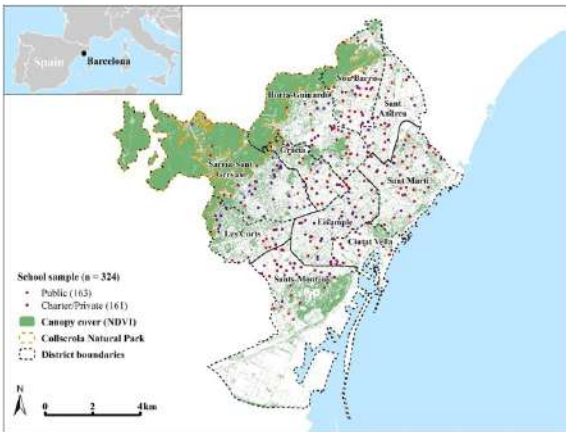 Spain
Barcelona
Nou Barris
Horta-Guinardó
Sant
Andreu
Gràcia
Sarrià-Sant
Gervasi
Sant Martí
Eixample
Les Corts
Ciutat Vella
Sants-Montjuïc
School sample (n = 324)
Public (163)
Charter/Private (161)
Canopy cover (NDVI)
Collserola Natural Park
District boundaries
N
0 2 4km